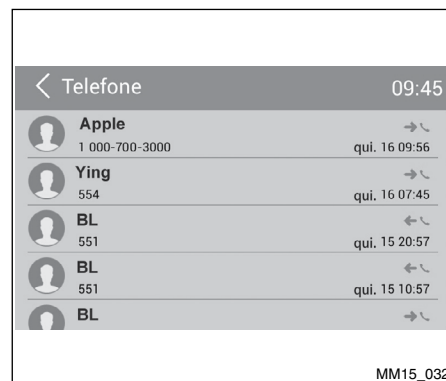 Telefone 09:45
Apple
1 000-700-3000 qui. 16 09:56
Ying
554 qui. 16 07:45
BL
551 qui. 15 20:57
BL
551 qui. 15 10:57
BL
MM15_032